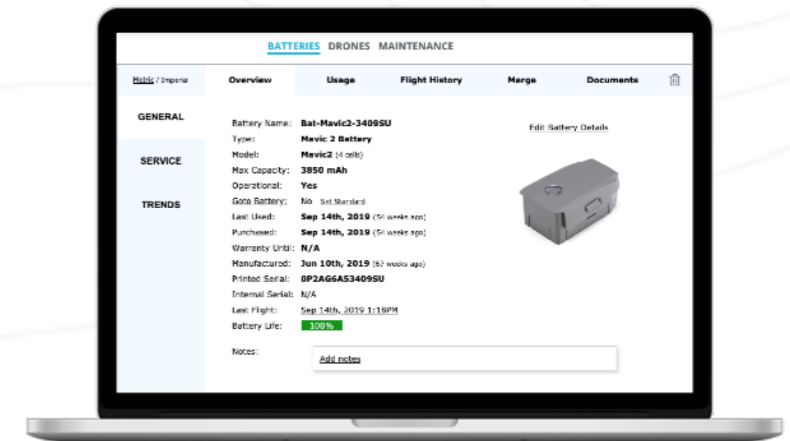 BATTERIES DRONES MAINTENANCE
Metric / Imperial Overview Usage Flight History Merge Documents
GENERAL
SERVICE
TRENDS
Battery Name: Bat-Mavic2-3409SU
Edit Battery Details
Type: Mavic 2 Battery
Model: Mavic2 (4 cells)
Max Capacity: 3850 mAh
Operational: Yes
Goto Battery: No Set Standard
Last Used: Sep 14th, 2019 (54 weeks ago)
Purchased: Sep 14th, 2019 (54 weeks ago)
Warranty Until: N/A
Manufactured: Jun 10th, 2019 (67 weeks ago)
Printed Serial: 0P2AG6A53409SU
Internal Serial: N/A
Last Flight: Sep 14th, 2019 1:18PM
Battery Life: 100%
Notes: Add notes